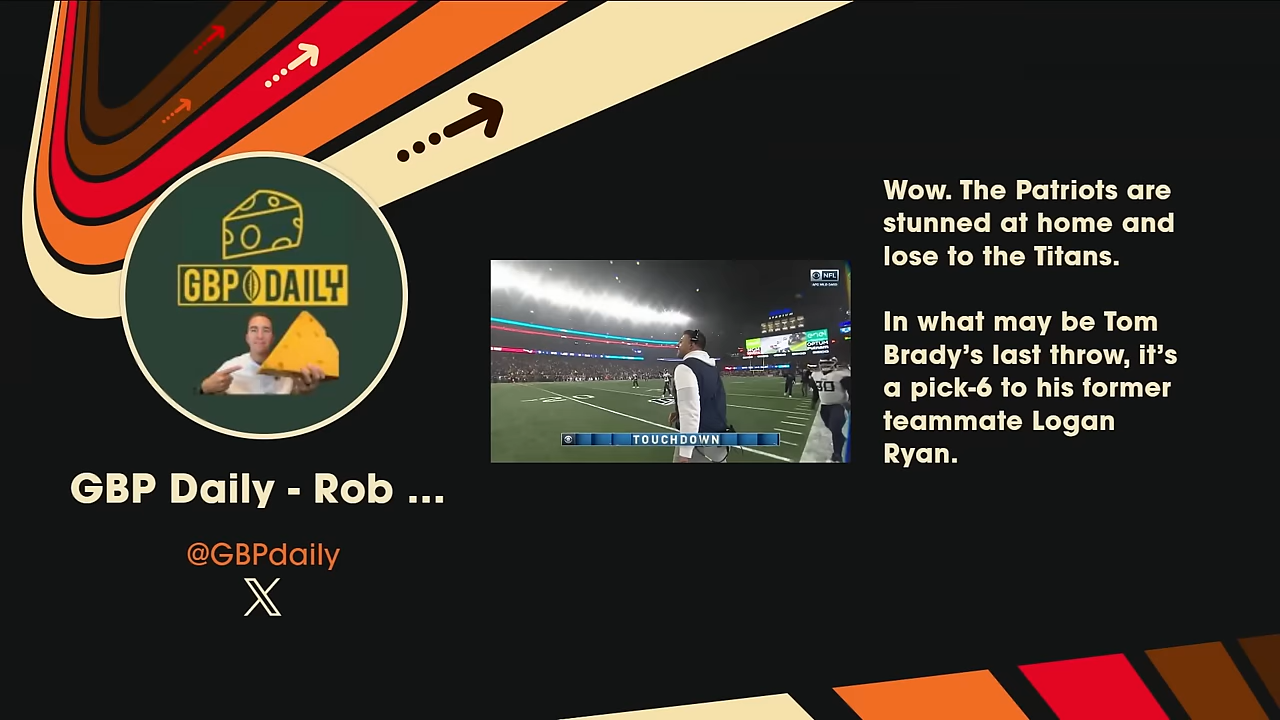 GBP DAILY
GBP Daily - Rob ...
@GBPdaily
NFL
TOUCHDOWN
Wow. The Patriots are
stunned at home and
lose to the Titans.
In what may be Tom
Brady’s last throw, it’s
a pick-6 to his former
teammate Logan
Ryan.